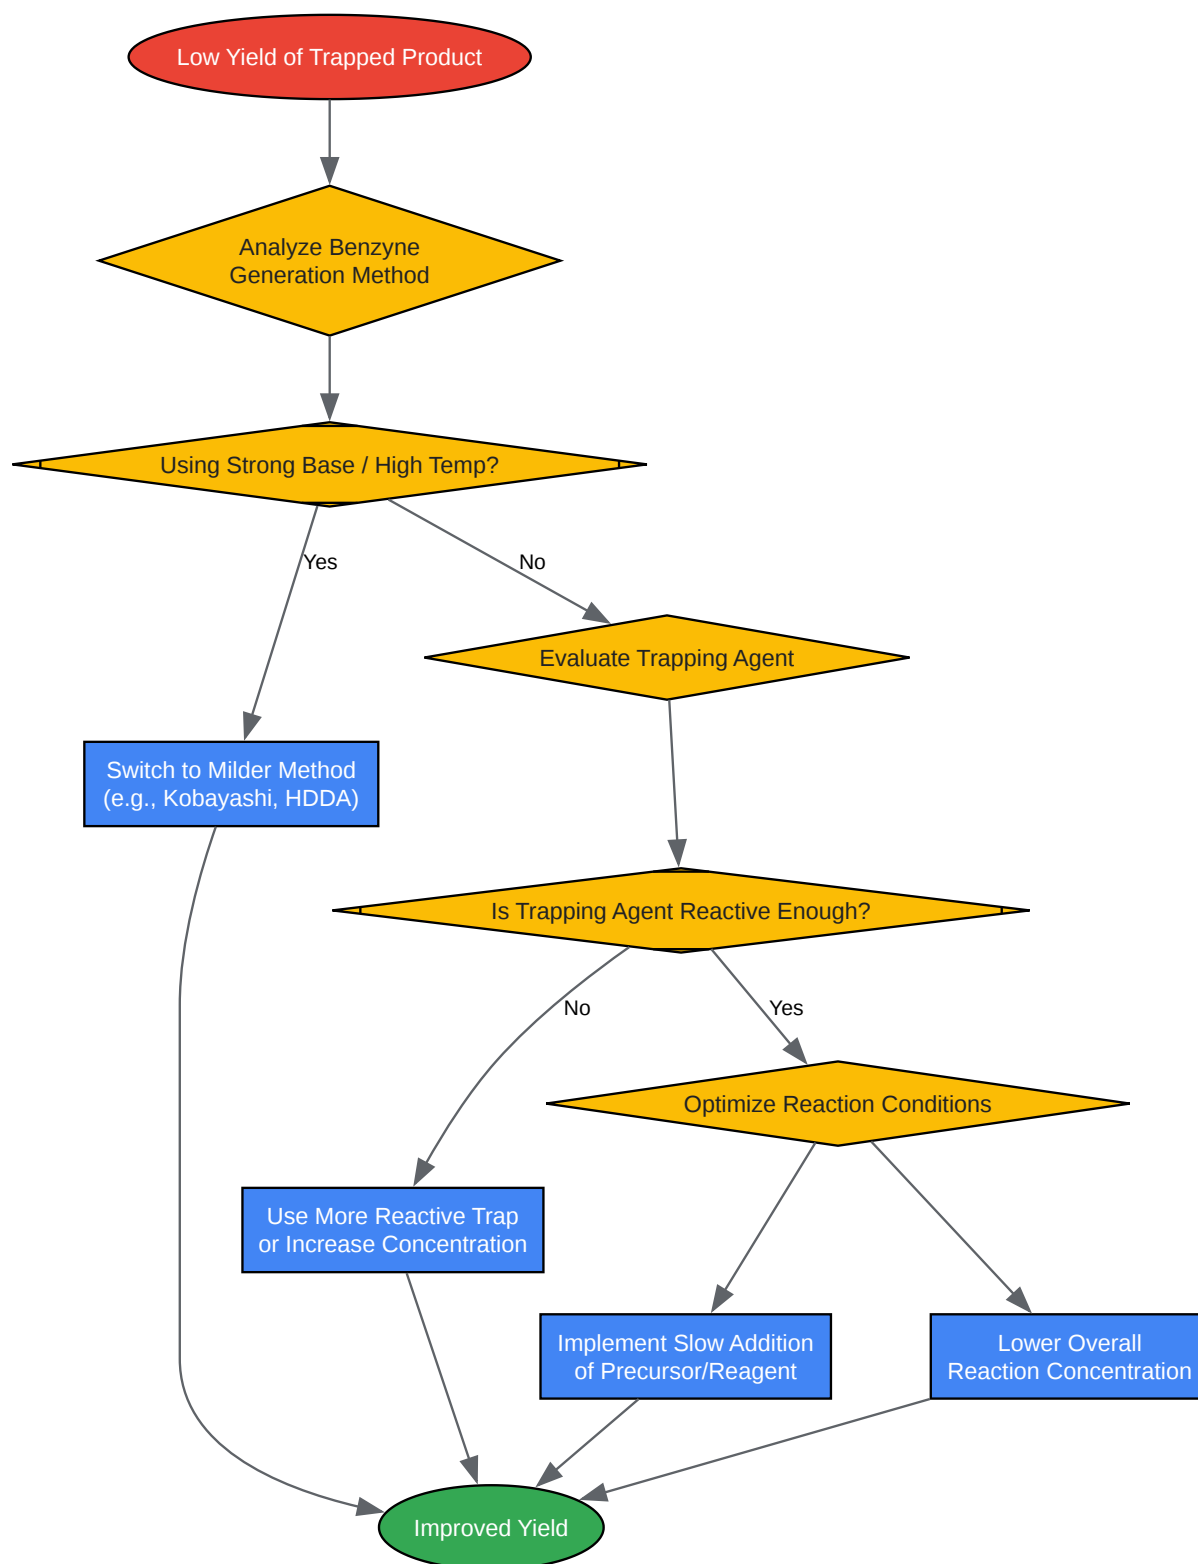 Low Yield of Trapped Product
Analyze Benzyne
Generation Method
Using Strong Base / High Temp?
Yes
No
Evaluate Trapping Agent
Switch to Milder Method
(e.g., Kobayashi, HDDA)
Is Trapping Agent Reactive Enough?
No
Yes
Optimize Reaction Conditions
Use More Reactive Trap
or Increase Concentration
Implement Slow Addition
of Precursor/Reagent
Lower Overall
Reaction Concentration
Improved Yield